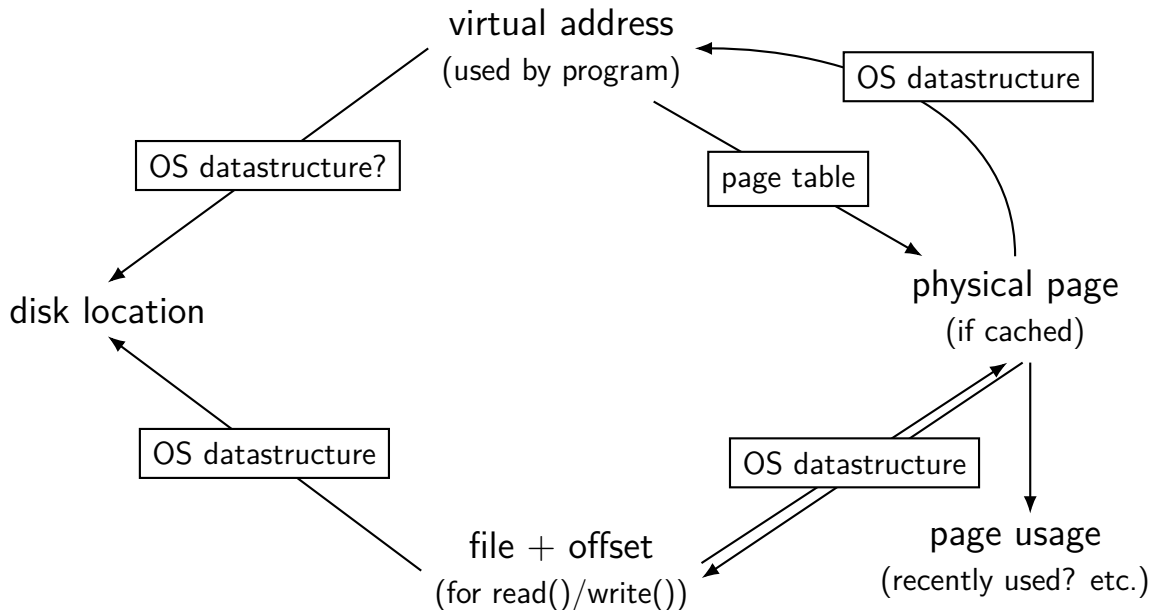 virtual address
(used by program)
OS datastructure
OS datastructure?
page table
physical page
(if cached)
disk location
OS datastructure
OS datastructure
file + offset
(for read()/write())
page usage
(recently used? etc.)